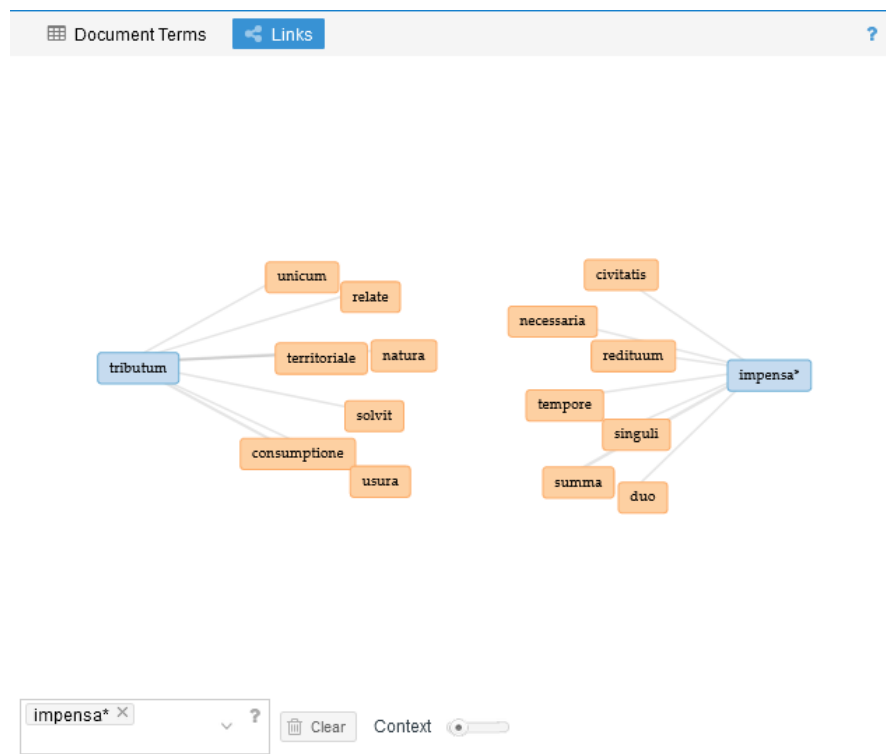 Document Terms Links ?
unicum
civitatis
relate
necessaria
territoriale natura
redituum
tributum
impensa*
tempore
solvit
singuli
consumptione
usura
summa
duo
impensa* ?
Clear Context